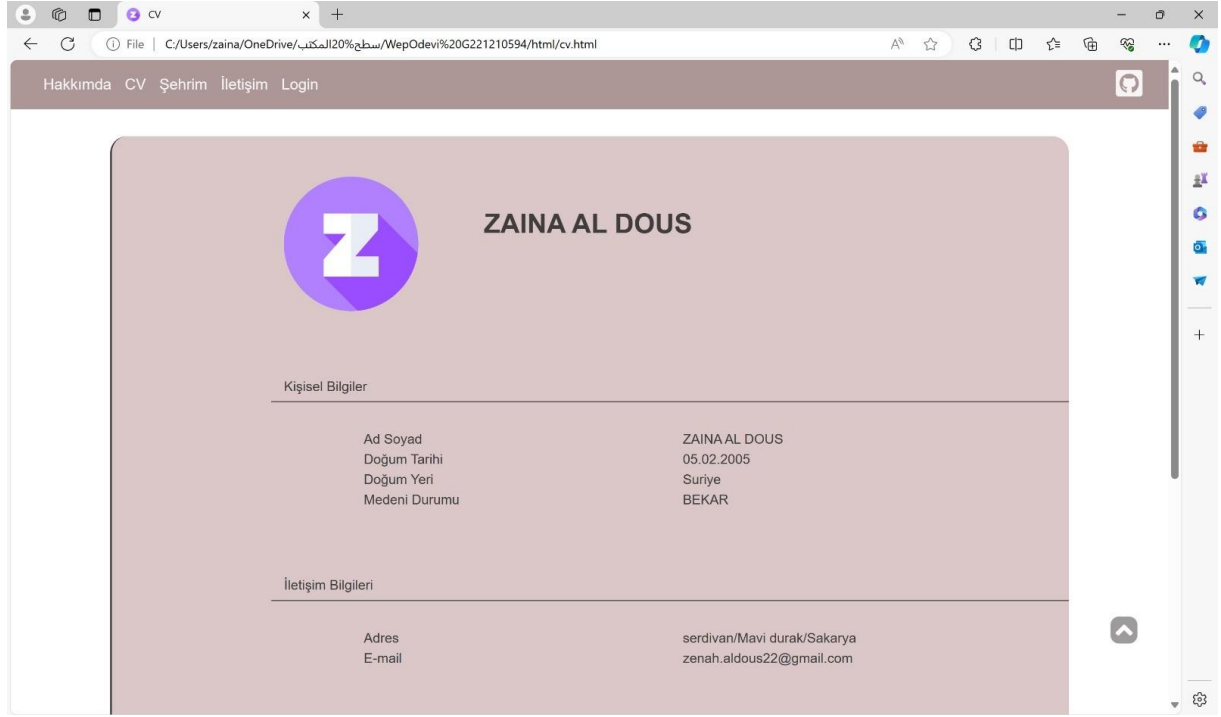 CV
File | C:/Users/zaina/OneDrive/سطح%20المكتب/WepOdevi%20G221210594/html/cv.html
Hakkımda CV Şehrim İletişim Login
Z
ZAINA AL DOUS
Kişisel Bilgiler
Ad Soyad ZAINA AL DOUS
Doğum Tarihi 05.02.2005
Doğum Yeri Suriye
Medeni Durumu BEKAR
İletişim Bilgileri
Adres serdivan/Mavi durak/Sakarya
E-mail zenah.aldous22@gmail.com